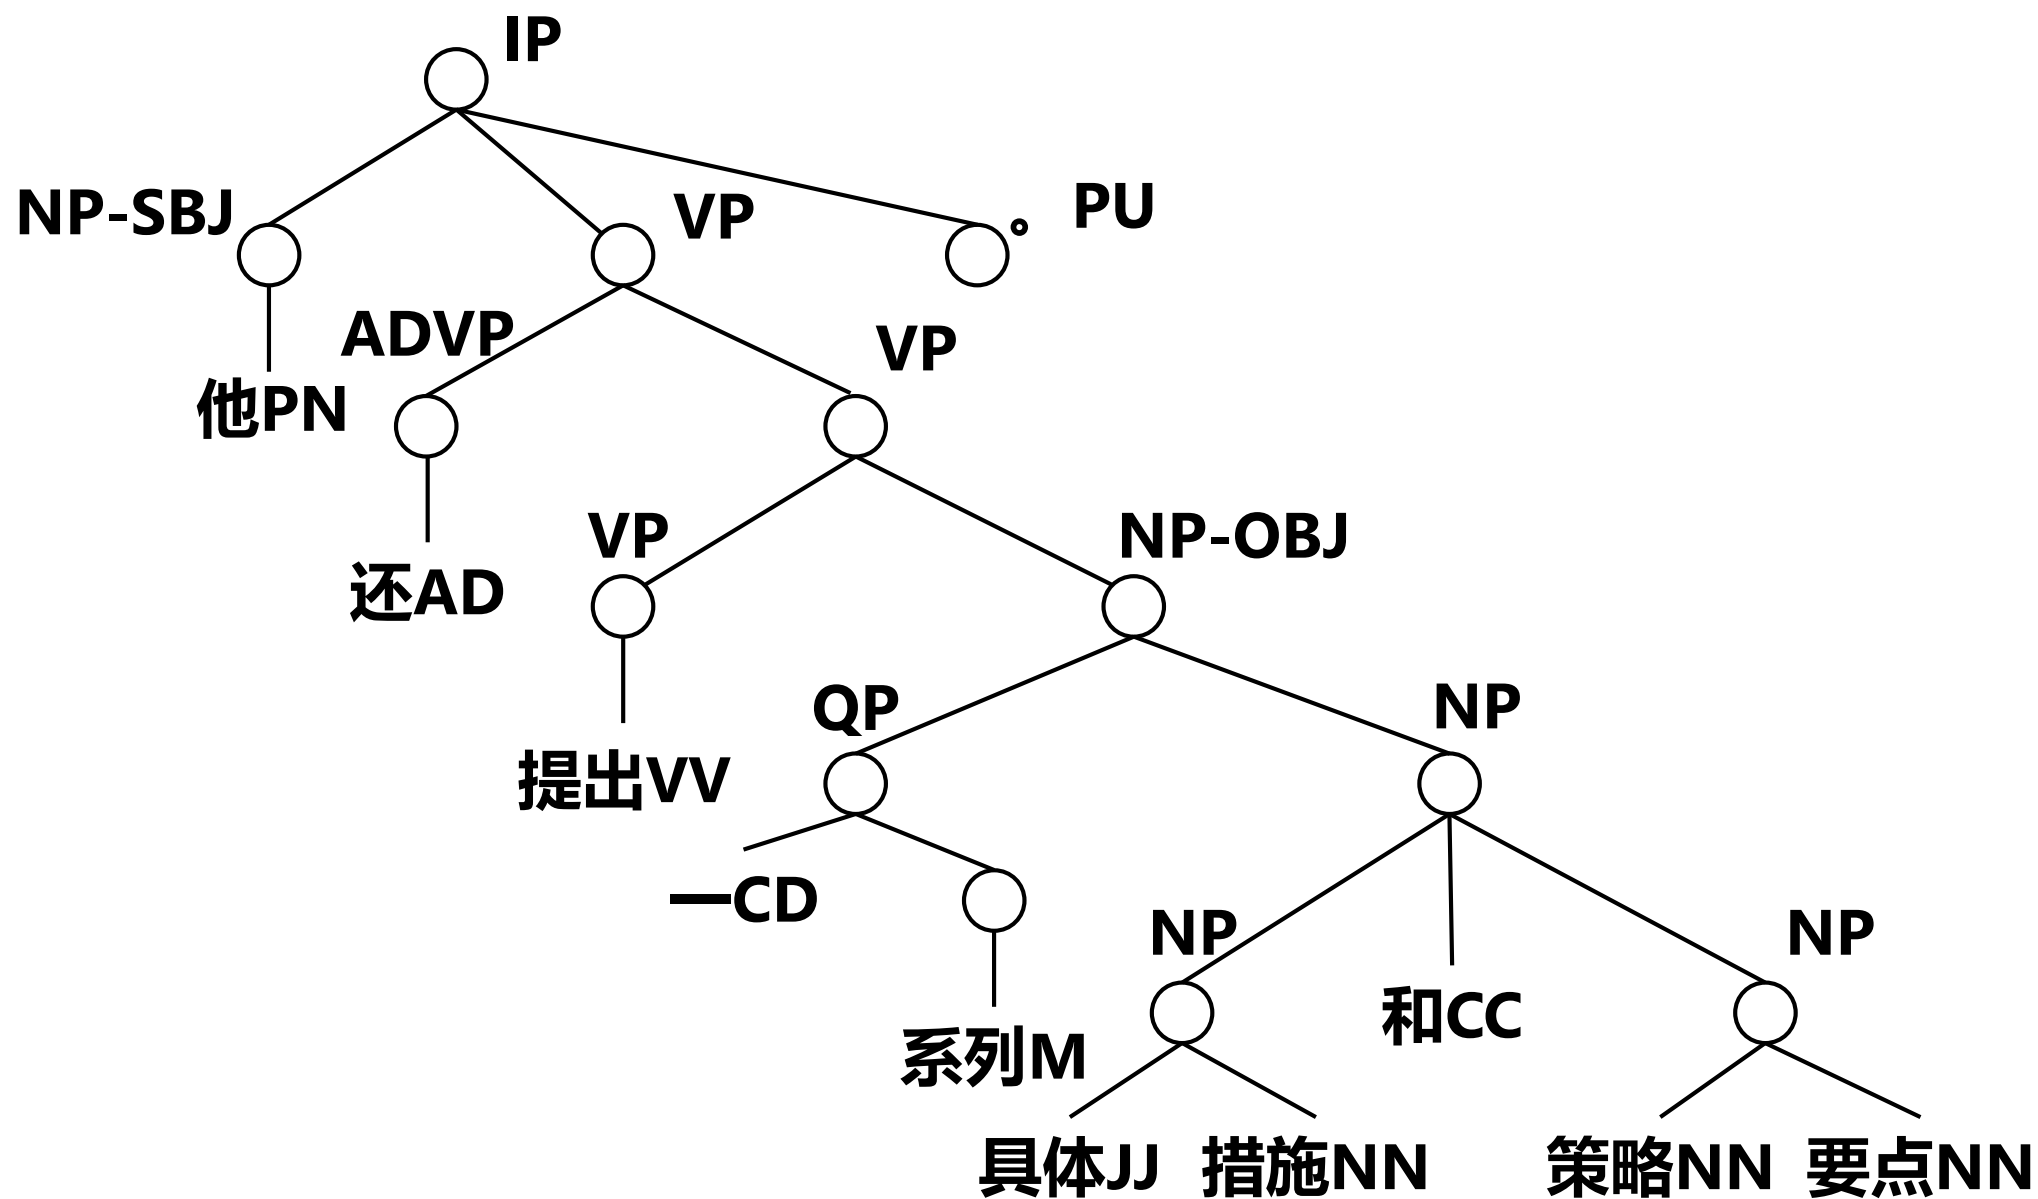 IP
NP-SBJ
VP
。 PU
ADVP
VP
他PN
VP
NP-OBJ
还AD
QP
NP
提出VV
一CD
NP
NP
和CC
系列M
具体JJ 措施NN 策略NN 要点NN